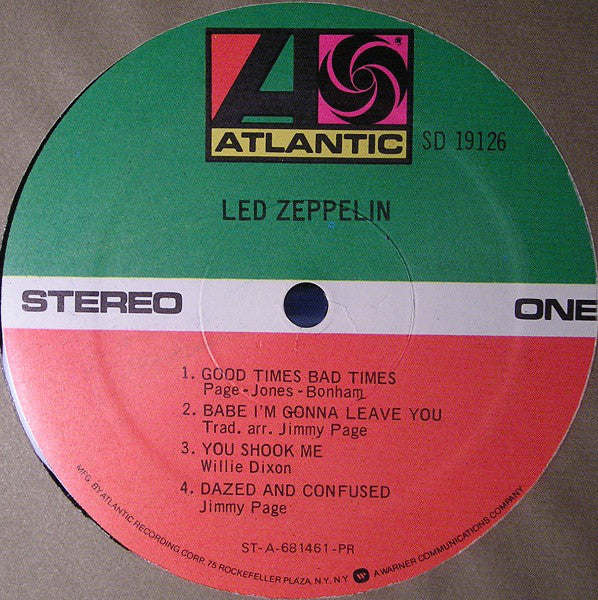 ATLANTIC
SD 19126
LED ZEPPELIN
STEREO
ONE
1. GOOD TIMES BAD TIMES
Page-Jones-Bonham
2. BABE I'M GONNA LEAVE YOU
Trad. arr. Jimmy Page
3. YOU SHOOK ME
Willie Dixon
4. DAZED AND CONFUSED
Jimmy Page
ST-A-681461-PR
MFG. BY ATLANTIC RECORDING CORP. 75 ROCKEFELLER PLAZA, N.Y., N.Y. A WARNER COMMUNICATIONS COMPANY